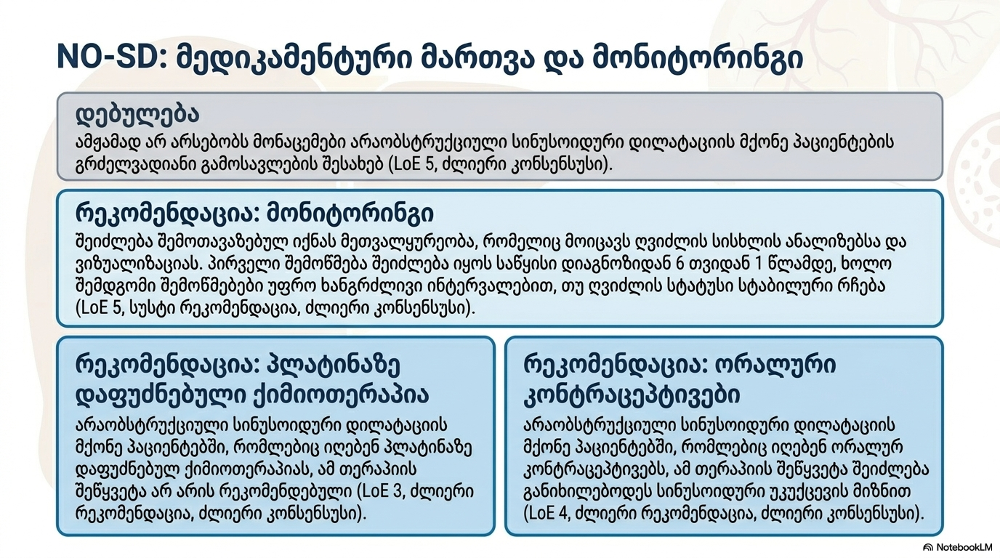 NO-SD: მედიკამენტური მართვა და მონიტორინგი
დებულება
ამჟამად არ არსებობს მონაცემები არაობსტრუქციული სინუსოიდური დილატაციის მქონე პაციენტების
გრძელვადიანი გამოსავლების შესახებ (LoE 5, ძლიერი კონსენსუსი).
რეკომენდაცია: მონიტორინგი
შეიძლება შემოთავაზებულ იქნას მეთვალყურეობა, რომელიც მოიცავს ღვიძლის სისხლის ანალიზებსა და
ვიზუალიზაციას. პირველი შემოწმება შეიძლება იყოს საწყისი დიაგნოზიდან 6 თვიდან 1 წლამდე, ხოლო
შემდგომი შემოწმებები უფრო ხანგრძლივი ინტერვალებით, თუ ღვიძლის სტატუსი სტაბილური რჩება
(LoE 5, სუსტი რეკომენდაცია, ძლიერი კონსენსუსი).
რეკომენდაცია: პლატინაზე
დაფუძნებული ქიმიოთერაპია
არაობსტრუქციული სინუსოიდური დილატაციის
მქონე პაციენტებში, რომლებიც იღებენ პლატინაზე
დაფუძნებულ ქიმიოთერაპიას, ამ თერაპიის
შეწყვეტა არ არის რეკომენდებული (LoE 3, ძლიერი
რეკომენდაცია, ძლიერი კონსენსუსი).
რეკომენდაცია: ორალური
კონტრაცეპტივები
არაობსტრუქციული სინუსოიდური დილატაციის
მქონე პაციენტებში, რომლებიც იღებენ ორალურ
კონტრაცეპტივებს, ამ თერაპიის შეწყვეტა შეიძლება
განიხილებოდეს სინუსოიდური უკუქცევის მიზნით
(LoE 4, ძლიერი რეკომენდაცია, ძლიერი კონსენსუსი).
NotebookLM